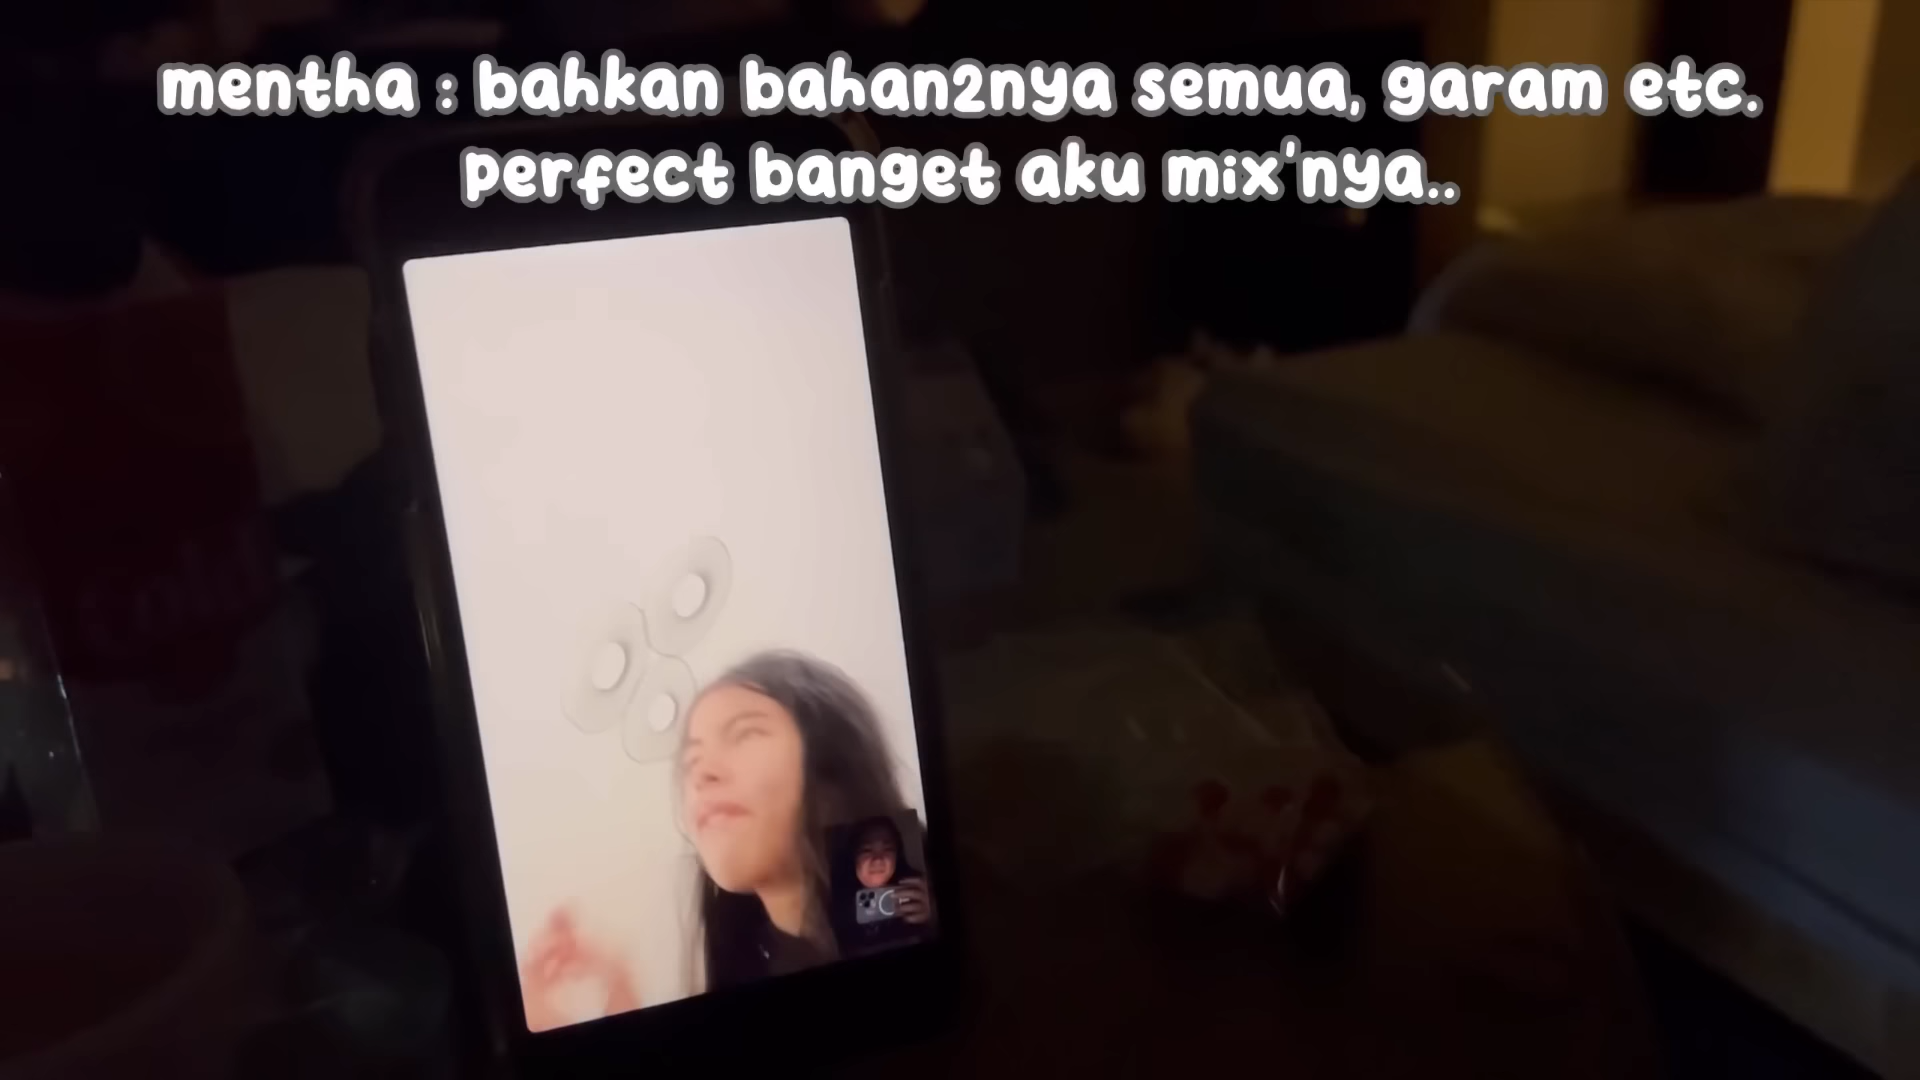 mentha : bahkan bahan2nya semua, garam etc.
perfect banget aku mix'nya..